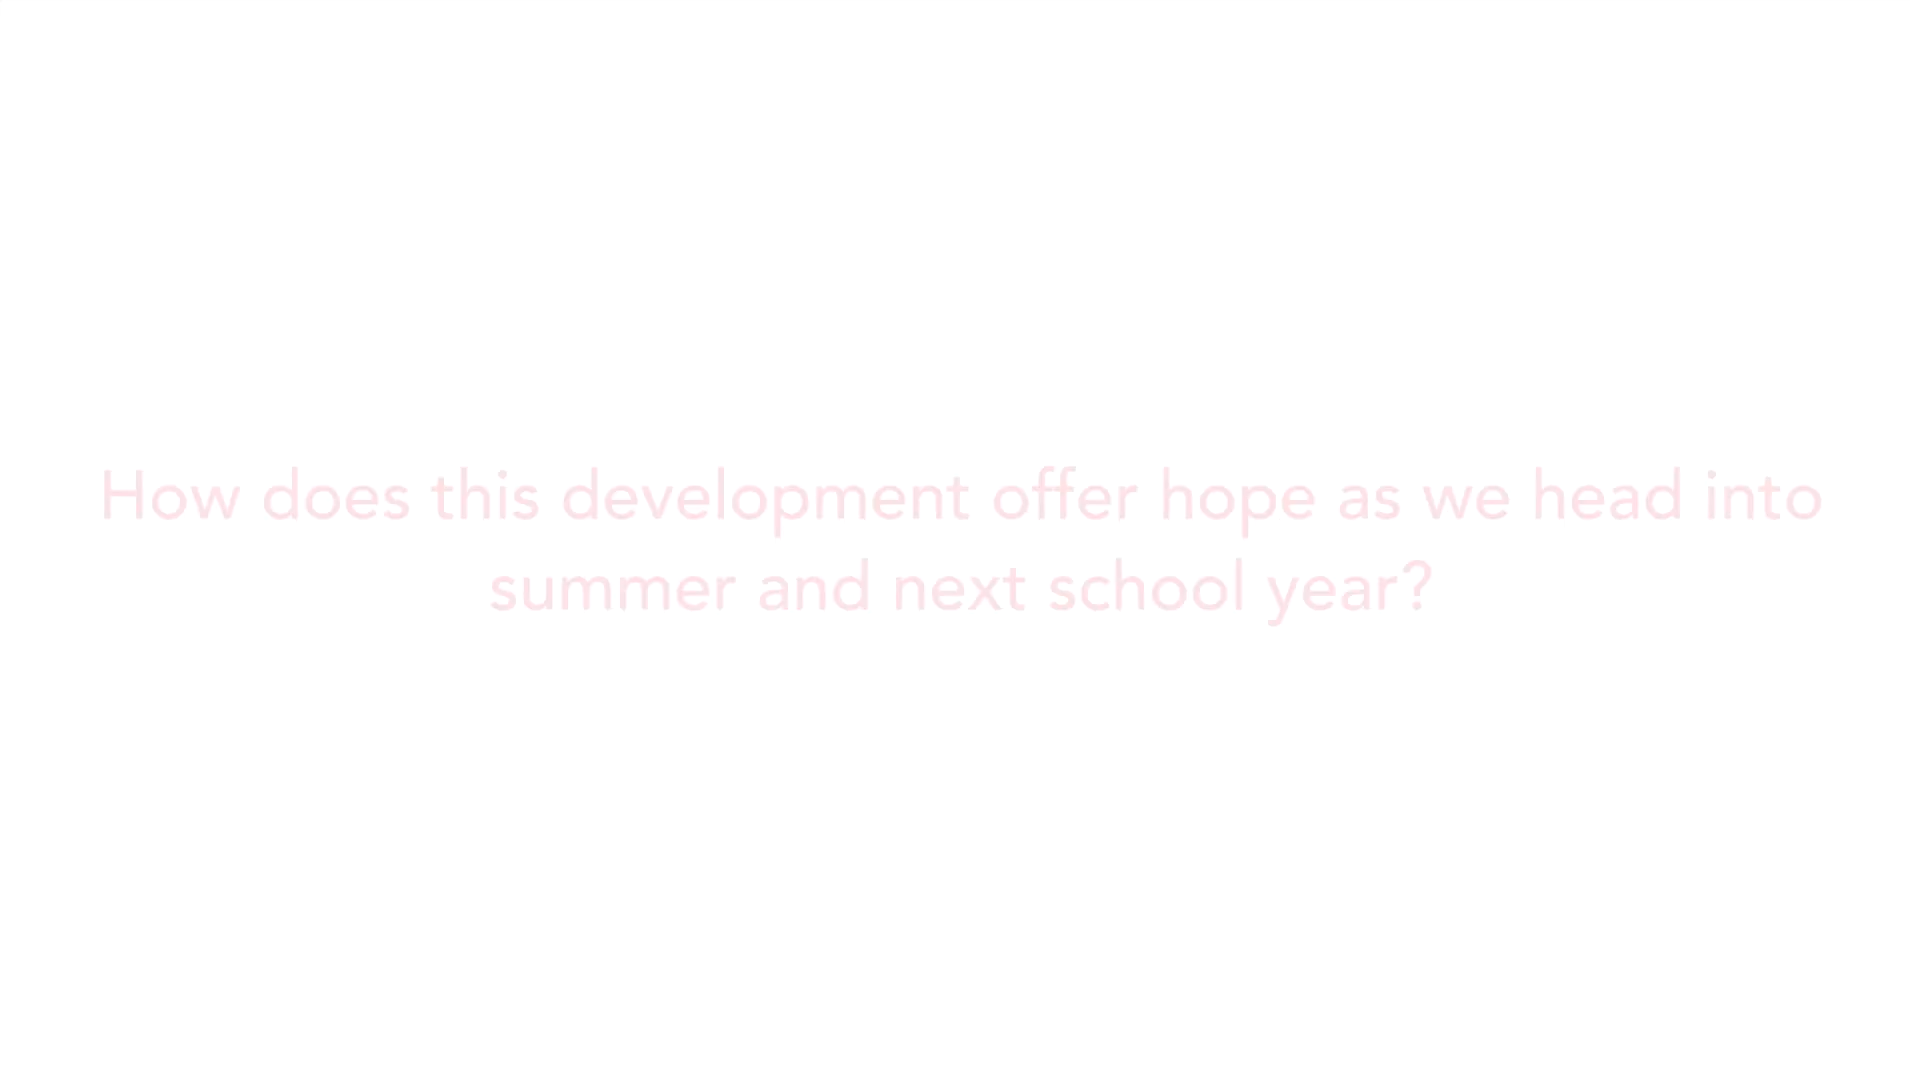 How does this development offer hope as we head into
summer and next school year?